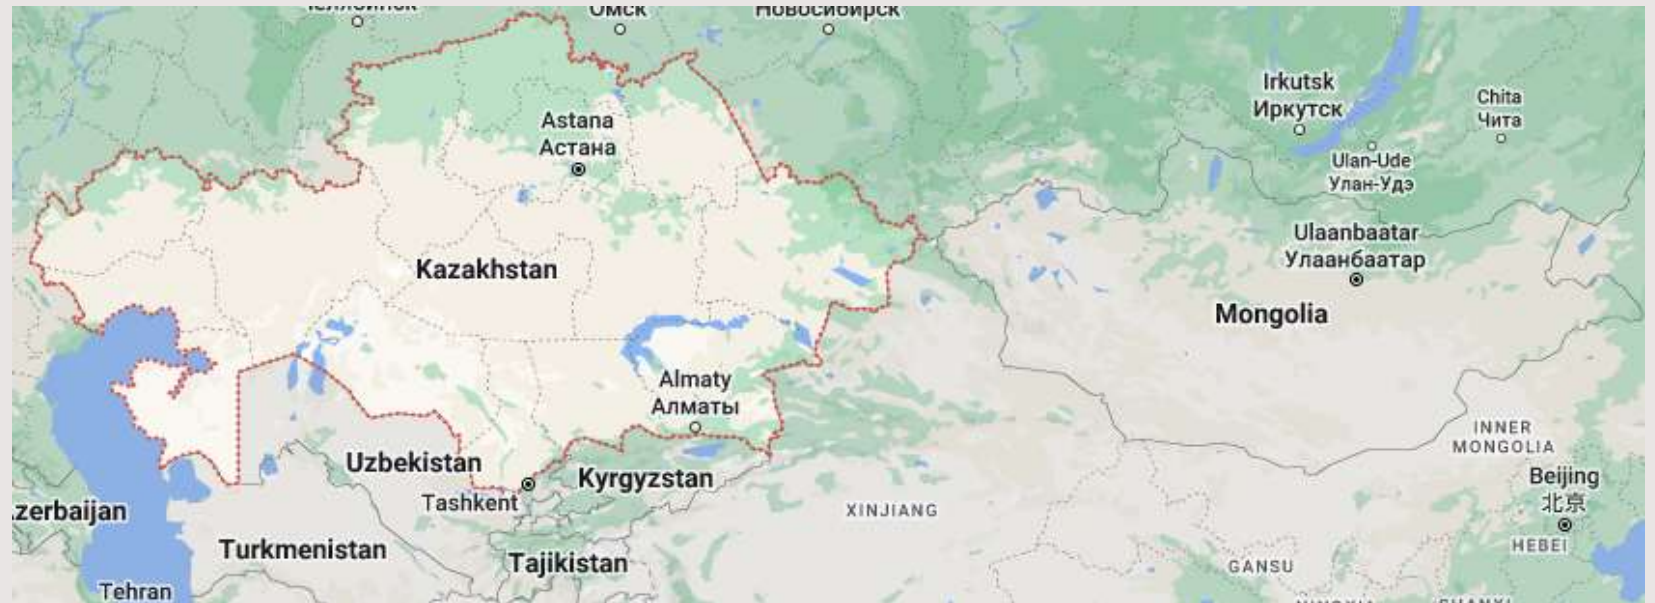 Челябинск
Омск
Новосибирск
Irkutsk
Иркутск
Chita
Чита
Astana
Астана
Ulan-Ude
Улан-Удэ
Ulaanbaatar
Улаанбаатар
Kazakhstan
Mongolia
Almaty
Алматы
INNER
MONGOLIA
Uzbekistan
Kyrgyzstan
Beijing
北京
Tashkent
XINJIANG
zerbaijan
HEBEI
Turkmenistan
Tajikistan
GANSU
Tehran